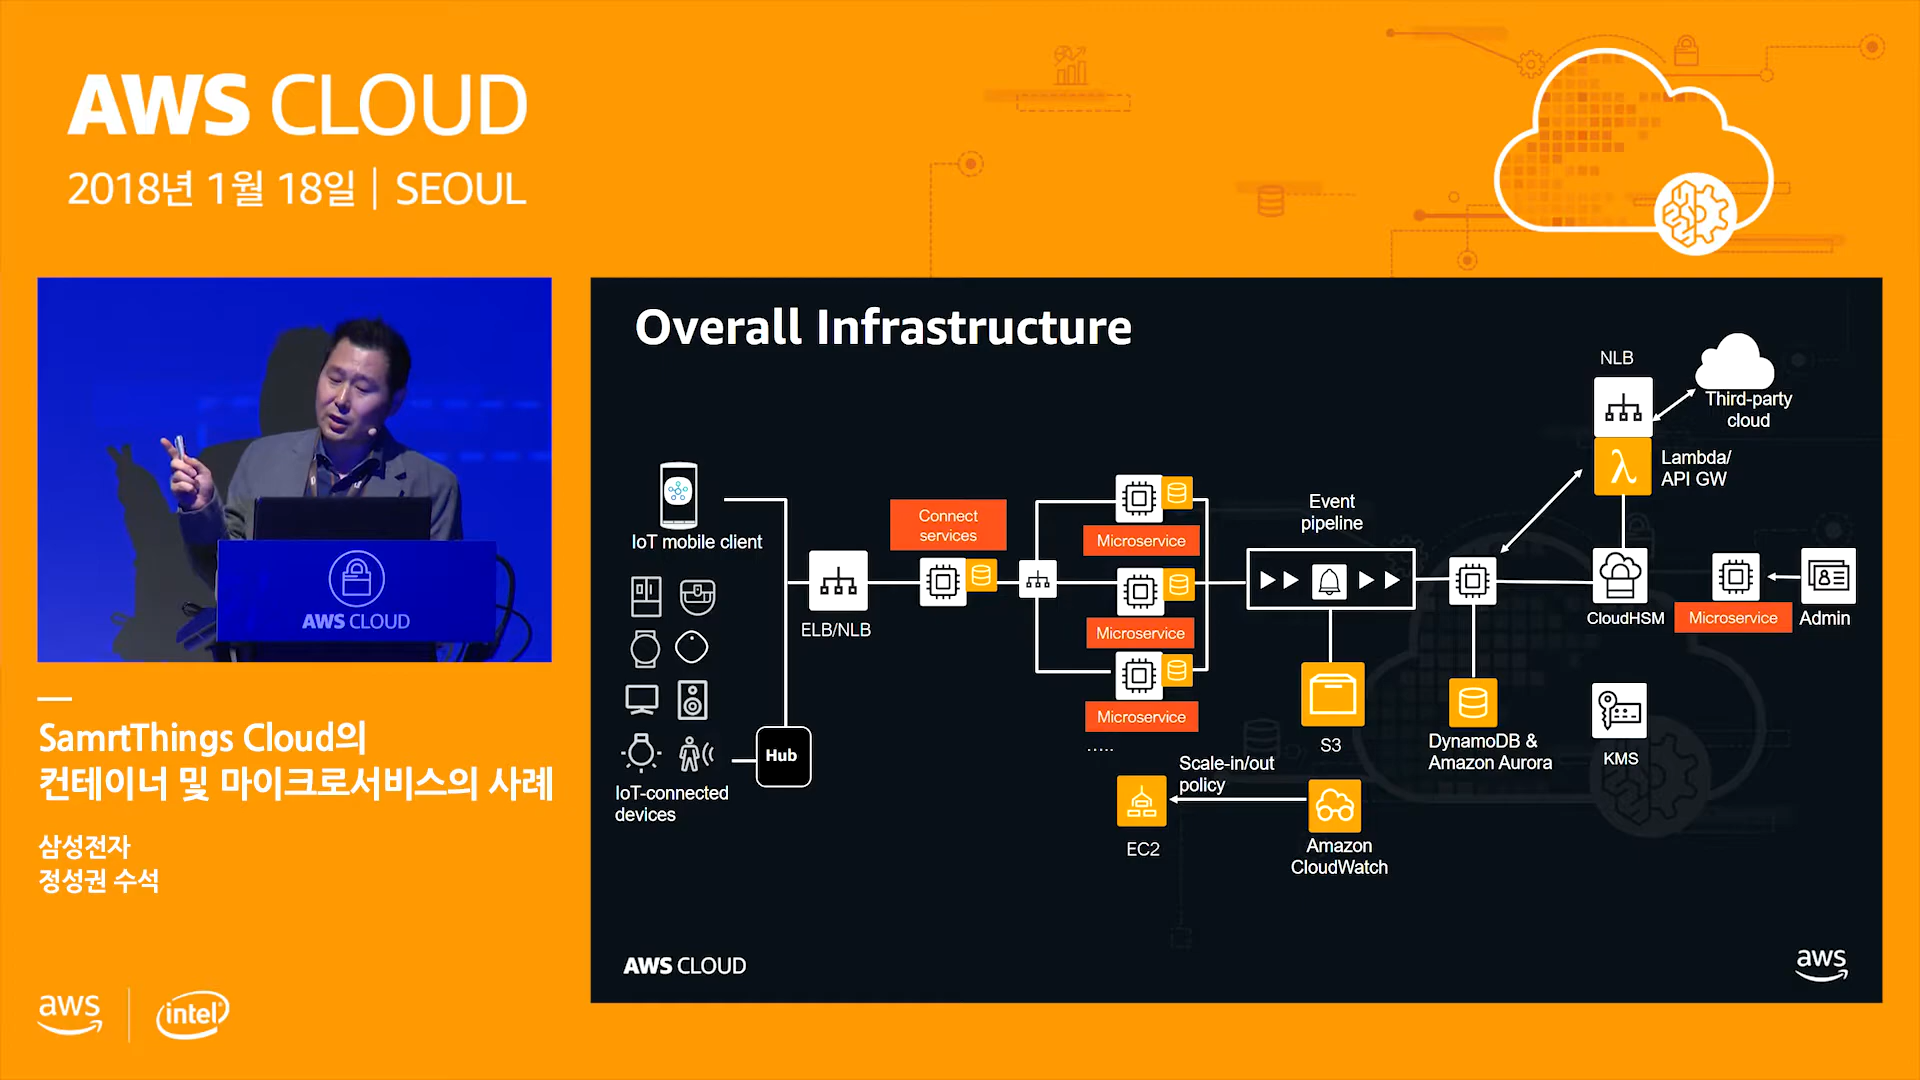 AWS CLOUD
2018년 1월 18일 | SEOUL
AWS CLOUD
SamrtThings Cloud의
컨테이너 및 마이크로서비스의 사례
삼성전자
정성권 수석
aws
intel
Overall Infrastructure
NLB
Third-party
cloud
Lambda/
API GW
IoT mobile client
Connect
services
Microservice
Event
pipeline
ELB/NLB
Microservice
CloudHSM
Microservice
Admin
Microservice
.....
Hub
IoT-connected
devices
S3
DynamoDB &
Amazon Aurora
KMS
Scale-in/out
policy
EC2
Amazon
CloudWatch
AWS CLOUD
aws